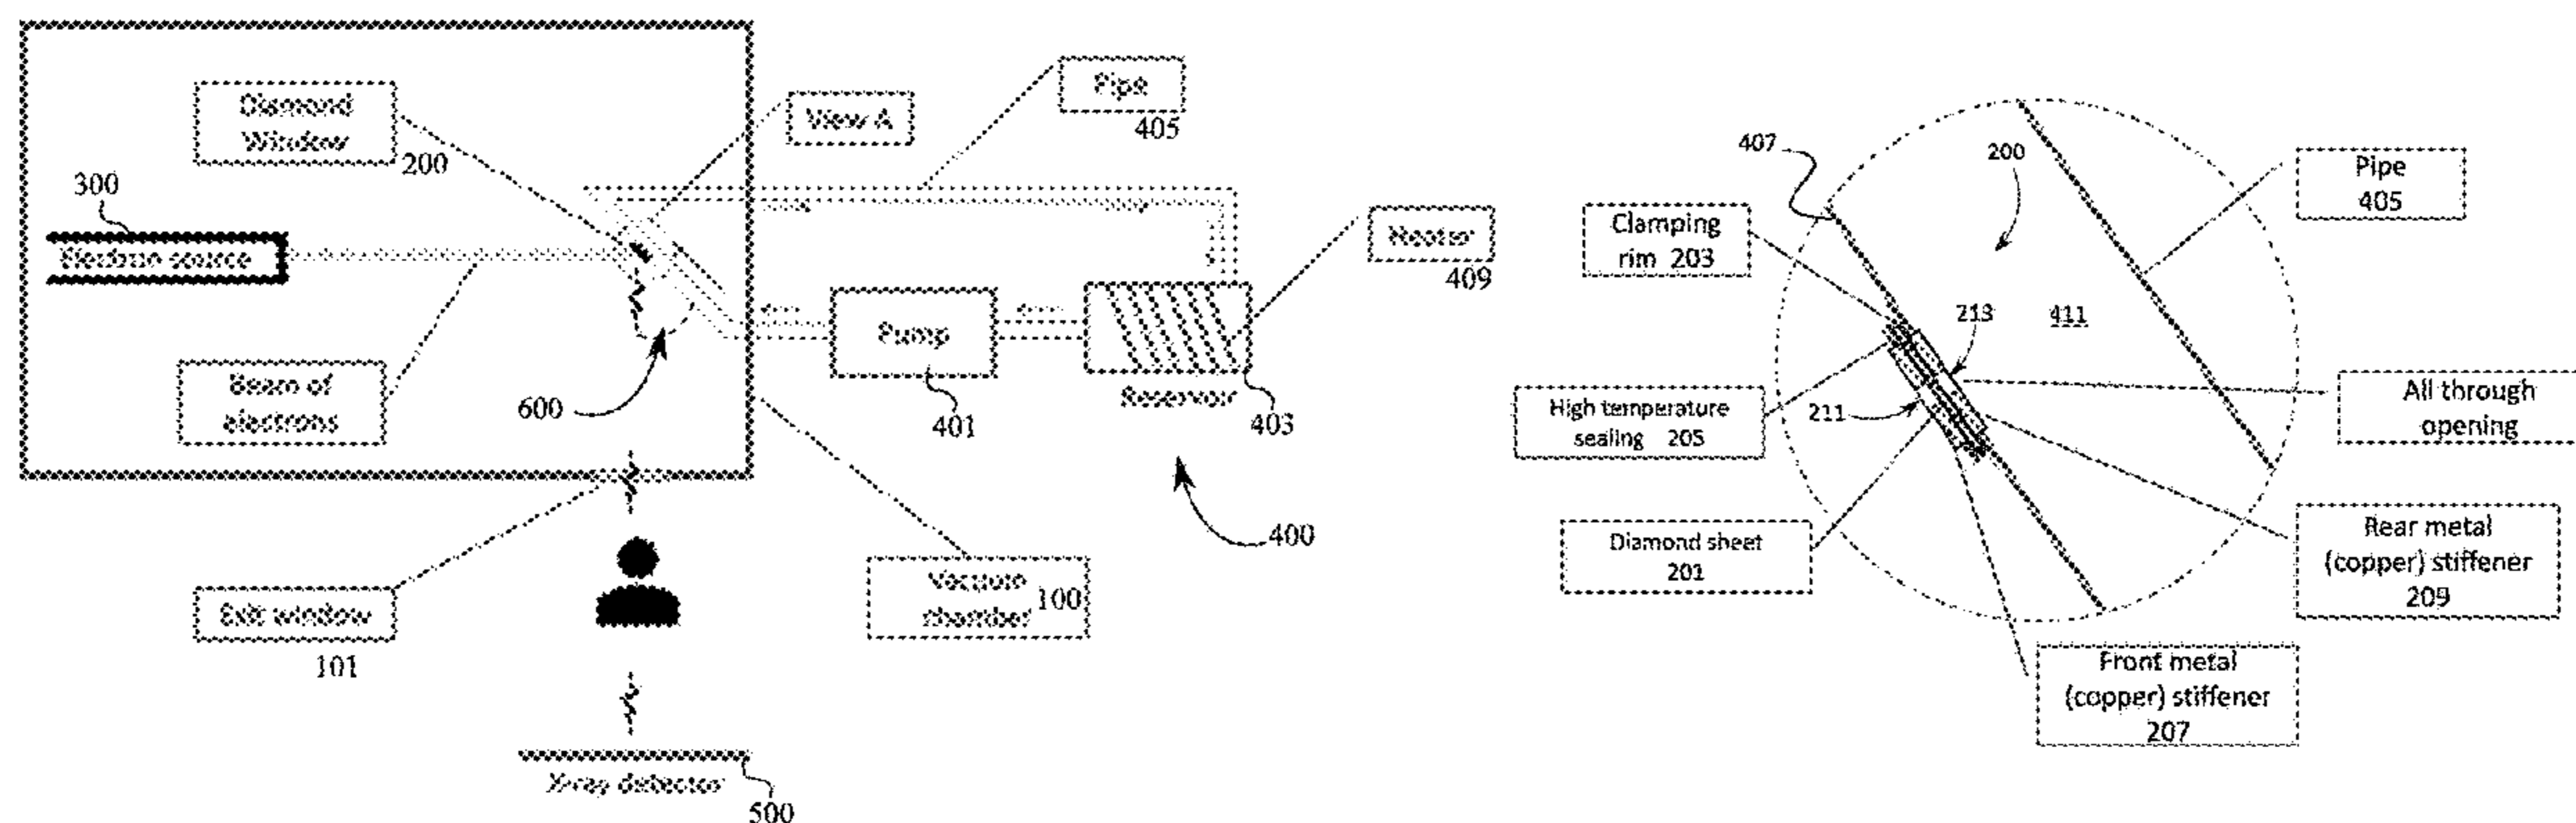 Diamond
Window
200
View A
Pipe
405
300
Electron source
Heater
409
Pump
401
Reservoir
403
Beam of
electrons
600
400
Exit window
101
Vacuum
chamber 100
X-ray detector
500
407
200
Pipe
405
Clamping
rim 203
213
411
High temperature
sealing 205
211
All through
opening
Diamond sheet
201
Rear metal
(copper) stiffener
209
Front metal
(copper) stiffener
207